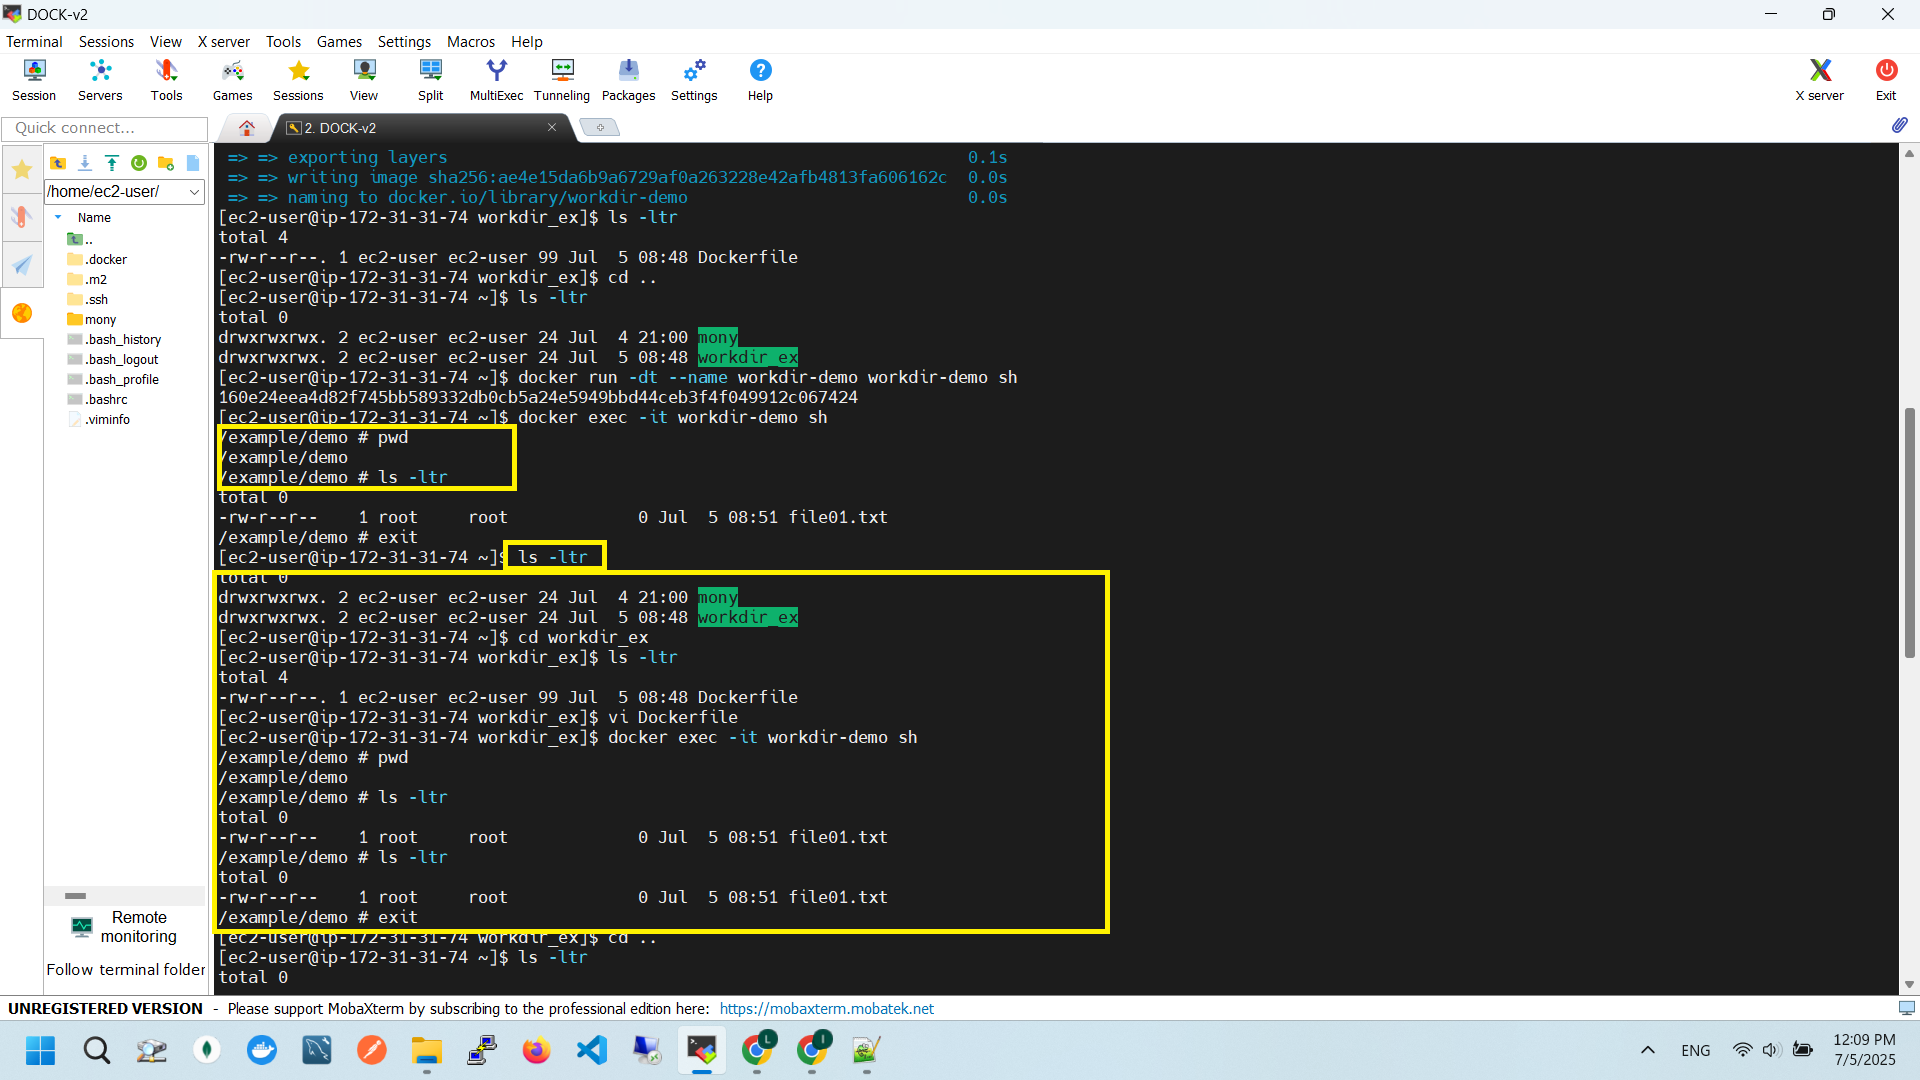 DOCK-v2
Terminal Sessions View X server Tools Games Settings Macros Help
Session Servers Tools Games Sessions View Split MultiExec Tunneling Packages Settings Help X server Exit
Quick connect...
2. DOCK-v2
/home/ec2-user/
Name
..
.docker
.m2
.ssh
mony
.bash_history
.bash_logout
.bash_profile
.bashrc
.viminfo
Remote monitoring
Follow terminal folder
=> => exporting layers 0.1s
=> => writing image sha256:ae4e15da6b9a6729af0a263228e42afb4813fa606162c 0.0s
=> => naming to docker.io/library/workdir-demo 0.0s
[ec2-user@ip-172-31-31-74 workdir_ex]$ ls -ltr
total 4
-rw-r--r--. 1 ec2-user ec2-user 99 Jul  5 08:48 Dockerfile
[ec2-user@ip-172-31-31-74 workdir_ex]$ cd ..
[ec2-user@ip-172-31-31-74 ~]$ ls -ltr
total 0
drwxrwxrwx. 2 ec2-user ec2-user 24 Jul  4 21:00 mony
drwxrwxrwx. 2 ec2-user ec2-user 24 Jul  5 08:48 workdir_ex
[ec2-user@ip-172-31-31-74 ~]$ docker run -dt --name workdir-demo workdir-demo sh
160e24eea4d82f745bb589332db0cb5a24e5949bbd44ceb3f4f049912c067424
[ec2-user@ip-172-31-31-74 ~]$ docker exec -it workdir-demo sh
/example/demo # pwd
/example/demo
/example/demo # ls -ltr
total 0
-rw-r--r--    1 root     root             0 Jul  5 08:51 file01.txt
/example/demo # exit
[ec2-user@ip-172-31-31-74 ~]$ ls -ltr
total 0
drwxrwxrwx. 2 ec2-user ec2-user 24 Jul  4 21:00 mony
drwxrwxrwx. 2 ec2-user ec2-user 24 Jul  5 08:48 workdir_ex
[ec2-user@ip-172-31-31-74 ~]$ cd workdir_ex
[ec2-user@ip-172-31-31-74 workdir_ex]$ ls -ltr
total 4
-rw-r--r--. 1 ec2-user ec2-user 99 Jul  5 08:48 Dockerfile
[ec2-user@ip-172-31-31-74 workdir_ex]$ vi Dockerfile
[ec2-user@ip-172-31-31-74 workdir_ex]$ docker exec -it workdir-demo sh
/example/demo # pwd
/example/demo
/example/demo # ls -ltr
total 0
-rw-r--r--    1 root     root             0 Jul  5 08:51 file01.txt
/example/demo # ls -ltr
total 0
-rw-r--r--    1 root     root             0 Jul  5 08:51 file01.txt
/example/demo # exit
[ec2-user@ip-172-31-31-74 workdir_ex]$ cd ..
[ec2-user@ip-172-31-31-74 ~]$ ls -ltr
total 0
UNREGISTERED VERSION - Please support MobaXterm by subscribing to the professional edition here: https://mobaxterm.mobatek.net
L
I
ENG
12:09 PM
7/5/2025